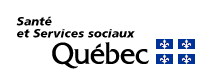 Santé
et Services sociaux
Québec